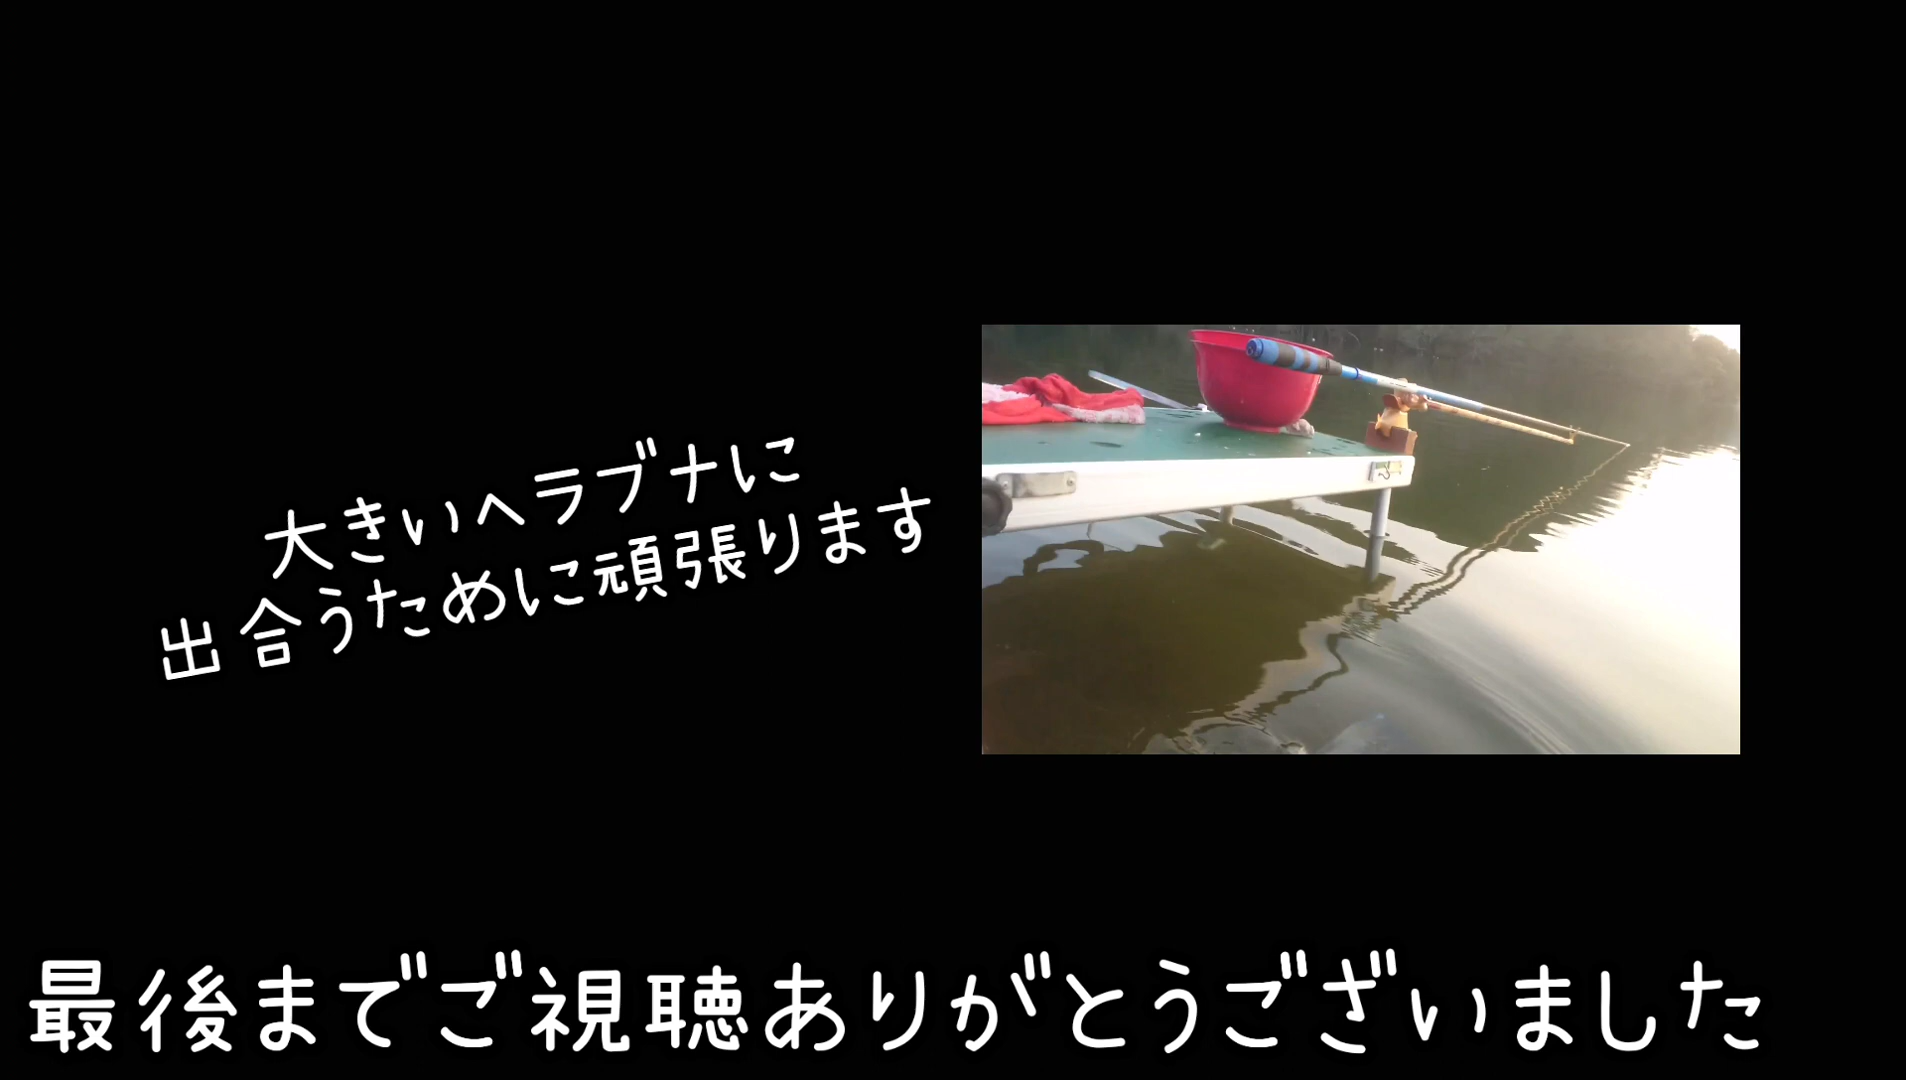 大きいヘラブナに
出合うために頑張ります
最後までご視聴ありがとうございました